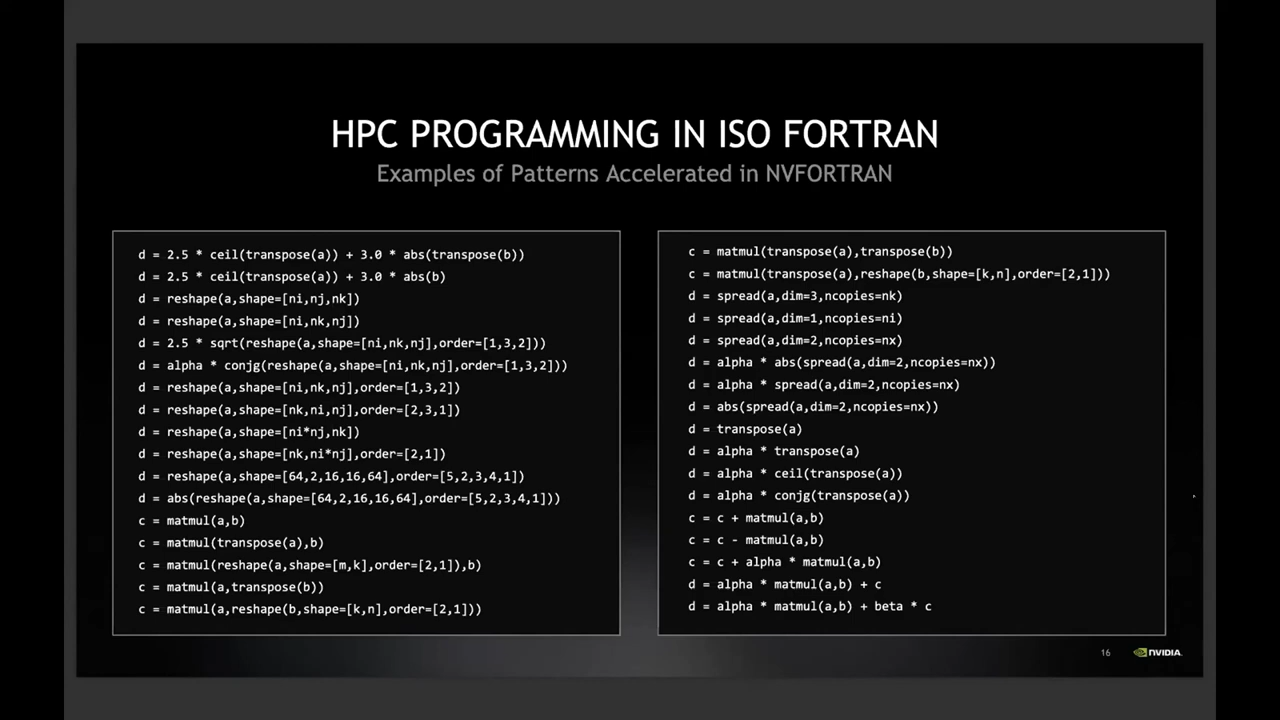 HPC PROGRAMMING IN ISO FORTRAN
Examples of Patterns Accelerated in NVFORTRAN
d = 2.5 * ceil(transpose(a)) + 3.0 * abs(transpose(b))
d = 2.5 * ceil(transpose(a)) + 3.0 * abs(b)
d = reshape(a,shape=[ni,nj,nk])
d = reshape(a,shape=[ni,nk,nj])
d = 2.5 * sqrt(reshape(a,shape=[ni,nk,nj],order=[1,3,2]))
d = alpha * conjg(reshape(a,shape=[ni,nk,nj],order=[1,3,2]))
d = reshape(a,shape=[ni,nk,nj],order=[1,3,2])
d = reshape(a,shape=[nk,ni,nj],order=[2,3,1])
d = reshape(a,shape=[ni*nj,nk])
d = reshape(a,shape=[nk,ni*nj],order=[2,1])
d = reshape(a,shape=[64,2,16,16,64],order=[5,2,3,4,1])
d = abs(reshape(a,shape=[64,2,16,16,64],order=[5,2,3,4,1]))
c = matmul(a,b)
c = matmul(transpose(a),b)
c = matmul(reshape(a,shape=[m,k],order=[2,1]),b)
c = matmul(a,transpose(b))
c = matmul(a,reshape(b,shape=[k,n],order=[2,1]))
c = matmul(transpose(a),transpose(b))
c = matmul(transpose(a),reshape(b,shape=[k,n],order=[2,1]))
d = spread(a,dim=3,ncopies=nk)
d = spread(a,dim=1,ncopies=ni)
d = spread(a,dim=2,ncopies=nx)
d = alpha * abs(spread(a,dim=2,ncopies=nx))
d = alpha * spread(a,dim=2,ncopies=nx)
d = abs(spread(a,dim=2,ncopies=nx))
d = transpose(a)
d = alpha * transpose(a)
d = alpha * ceil(transpose(a))
d = alpha * conjg(transpose(a))
c = c + matmul(a,b)
c = c - matmul(a,b)
c = c + alpha * matmul(a,b)
d = alpha * matmul(a,b) + c
d = alpha * matmul(a,b) + beta * c
16 NVIDIA.